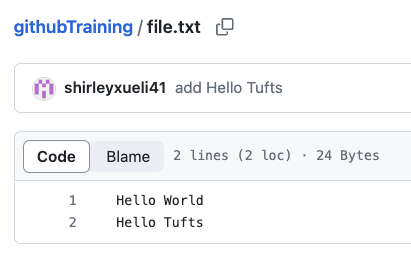 githubTraining / file.txt
shirleyxueli41 add Hello Tufts
Code Blame 2 lines (2 loc) · 24 Bytes
1 Hello World
2 Hello Tufts